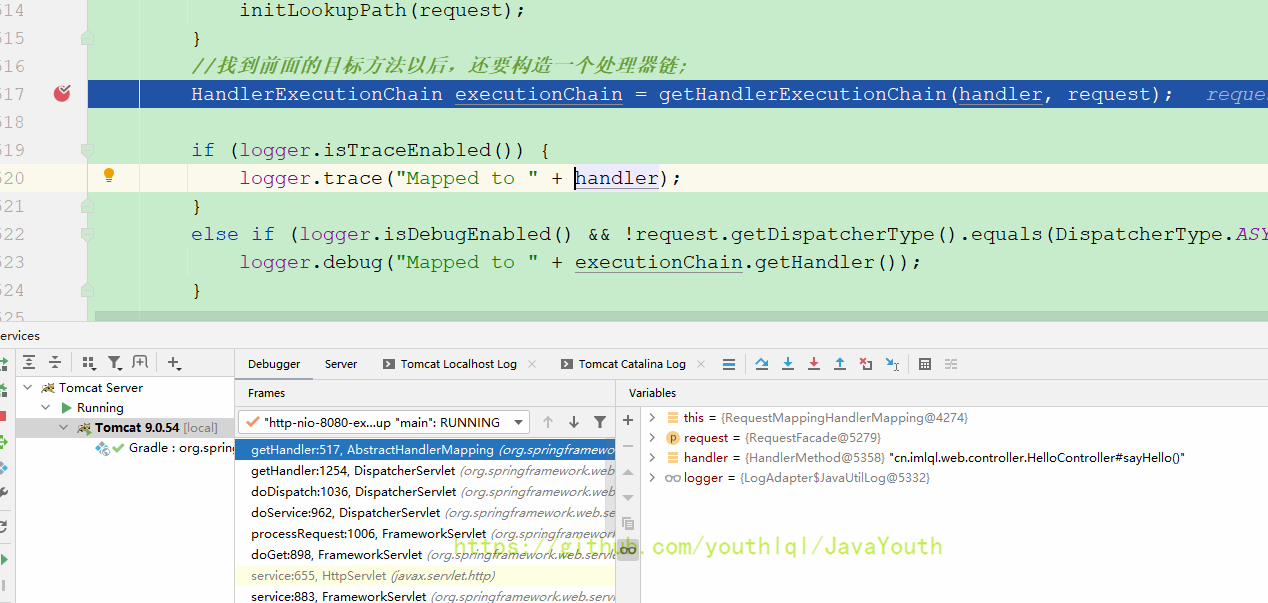 514 initLookupPath(request);
515 }
516 //找到前面的目标方法以后，还要构造一个处理器链;
517 HandlerExecutionChain executionChain = getHandlerExecutionChain(handler, request); reque
518
519 if (logger.isTraceEnabled()) {
520 logger.trace("Mapped to " + handler);
521 }
522 else if (logger.isDebugEnabled() && !request.getDispatcherType().equals(DispatcherType.ASY
523 logger.debug("Mapped to " + executionChain.getHandler());
524 }
525
ervices
Debugger Server Tomcat Localhost Log Tomcat Catalina Log
Tomcat Server
Running
Tomcat 9.0.54 [local]
Gradle : org.spring
Frames
"http-nio-8080-ex...up "main": RUNNING
getHandler:517, AbstractHandlerMapping (org.springframewo
getHandler:1254, DispatcherServlet (org.springframework.web
doDispatch:1036, DispatcherServlet (org.springframework.web
doService:962, DispatcherServlet (org.springframework.web.se
processRequest:1006, FrameworkServlet (org.springframework
doGet:898, FrameworkServlet (org.springframework.web.servle
service:655, HttpServlet (javax.servlet.http)
service:883, FrameworkServlet (org.springframework.web.servl
Variables
this = {RequestMappingHandlerMapping@4274}
request = {RequestFacade@5279}
handler = {HandlerMethod@5358} "cn.imlql.web.controller.HelloController#sayHello()"
logger = {LogAdapter$JavaUtilLog@5332}
https://github.com/youthlql/JavaYouth